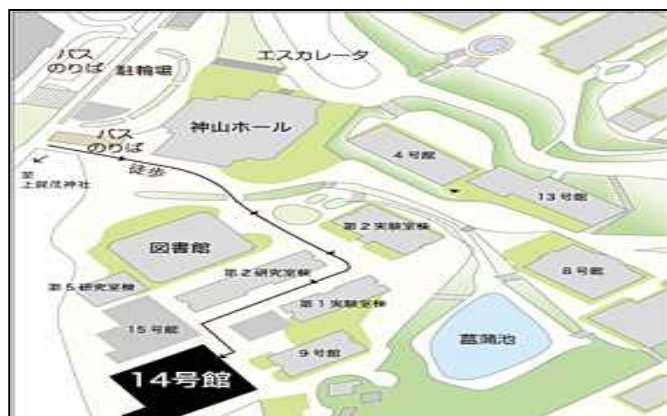 バス
のりば
駐輪場
エスカレータ
バス
のりば
神山ホール
至
上賀茂神社
徒歩
4号館
13号館
図書館
第2実験室検
第2研究室検
第5研究室検
第1実験室検
8号館
15号館
9号館
菖蒲池
14号館